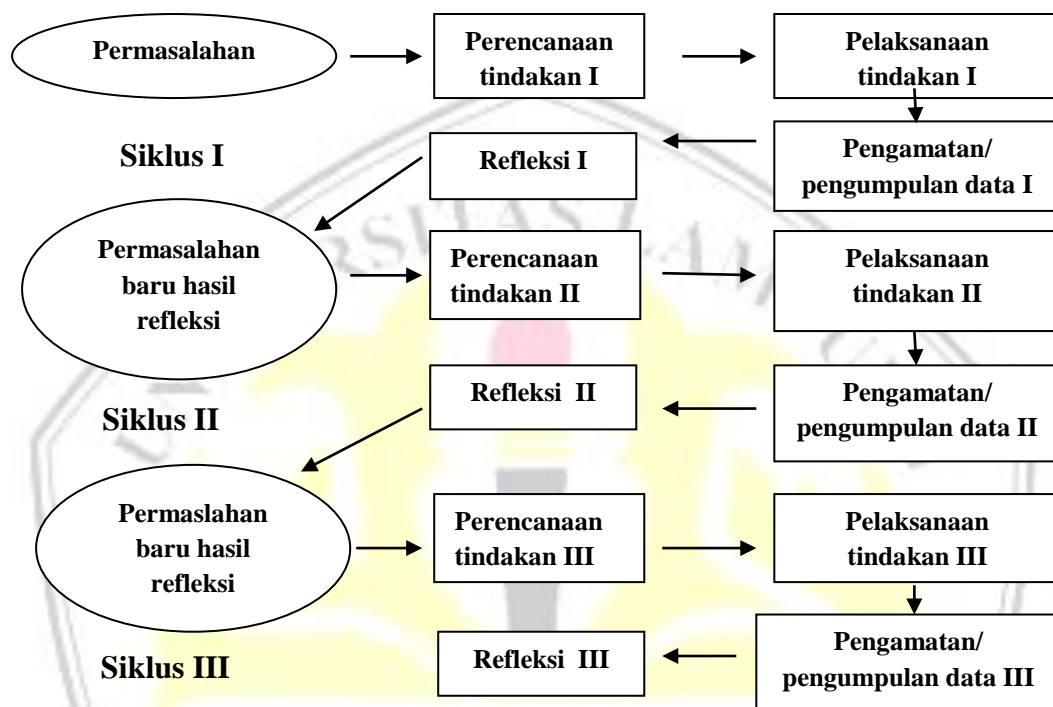 Permasalahan
Perencanaan
tindakan I
Pelaksanaan
tindakan I
Siklus I
Refleksi I
Pengamatan/
pengumpulan data I
Permasalahan
baru hasil
refleksi
Perencanaan
tindakan II
Pelaksanaan
tindakan II
Siklus II
Refleksi II
Pengamatan/
pengumpulan data II
Permaslahan
baru hasil
refleksi
Perencanaan
tindakan III
Pelaksanaan
tindakan III
Siklus III
Refleksi III
Pengamatan/
pengumpulan data III